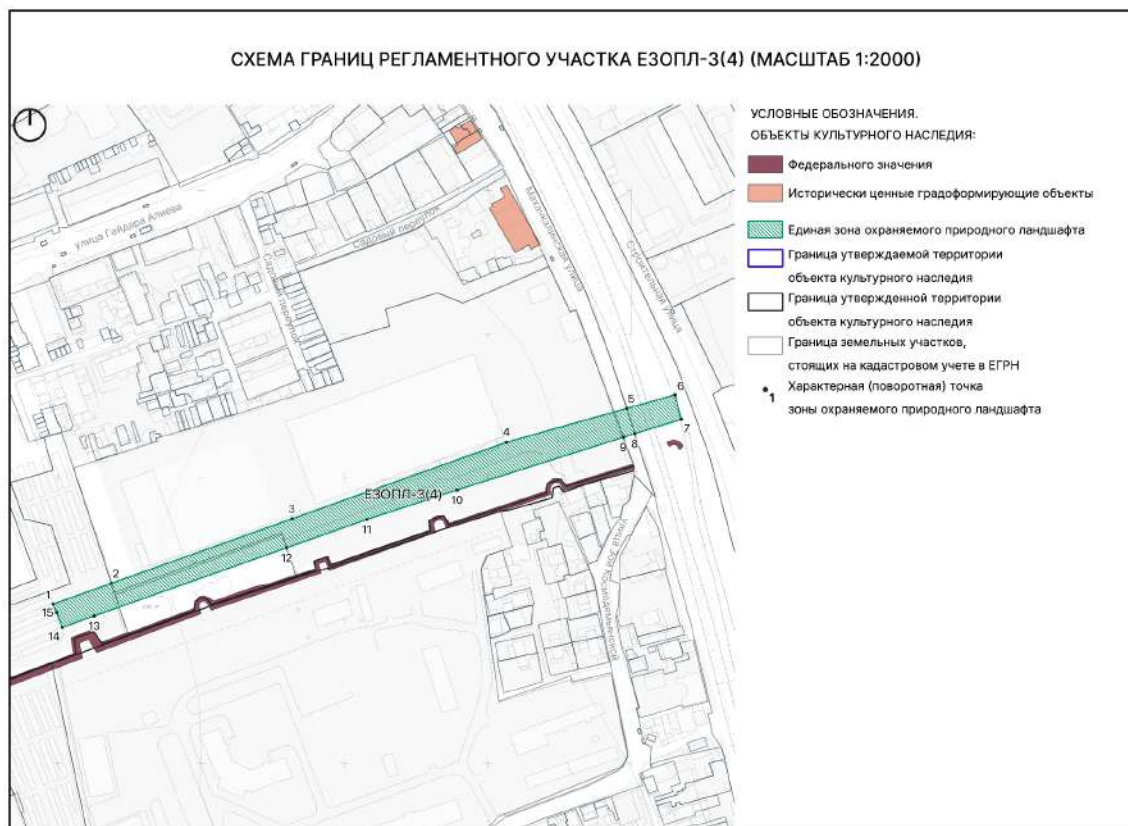 СХЕМА ГРАНИЦ РЕГЛАМЕНТНОГО УЧАСТКА ЕЗОПЛ-3(4) (МАСШТАБ 1:2000)
УСЛОВНЫЕ ОБОЗНАЧЕНИЯ.
ОБЪЕКТЫ КУЛЬТУРНОГО НАСЛЕДИЯ:
Федерального значения
Исторически ценные градоформирующие объекты
Единая зона охраняемого природного ландшафта
Граница утверждаемой территории
объекта культурного наследия
Граница утвержденной территории
объекта культурного наследия
Граница земельных участков,
стоящих на кадастровом учете в ЕГРН
1
Характерная (поворотная) точка
зоны охраняемого природного ландшафта
улица Гейдара Алиева
Садовый переулок
Садовый переулок
Махачкалинская улица
Строительная улица
улица Зои Космодемьянской
ЕЗОПЛ-3(4)
1
2
3
4
5
6
7
8
9
10
11
12
13
14
15